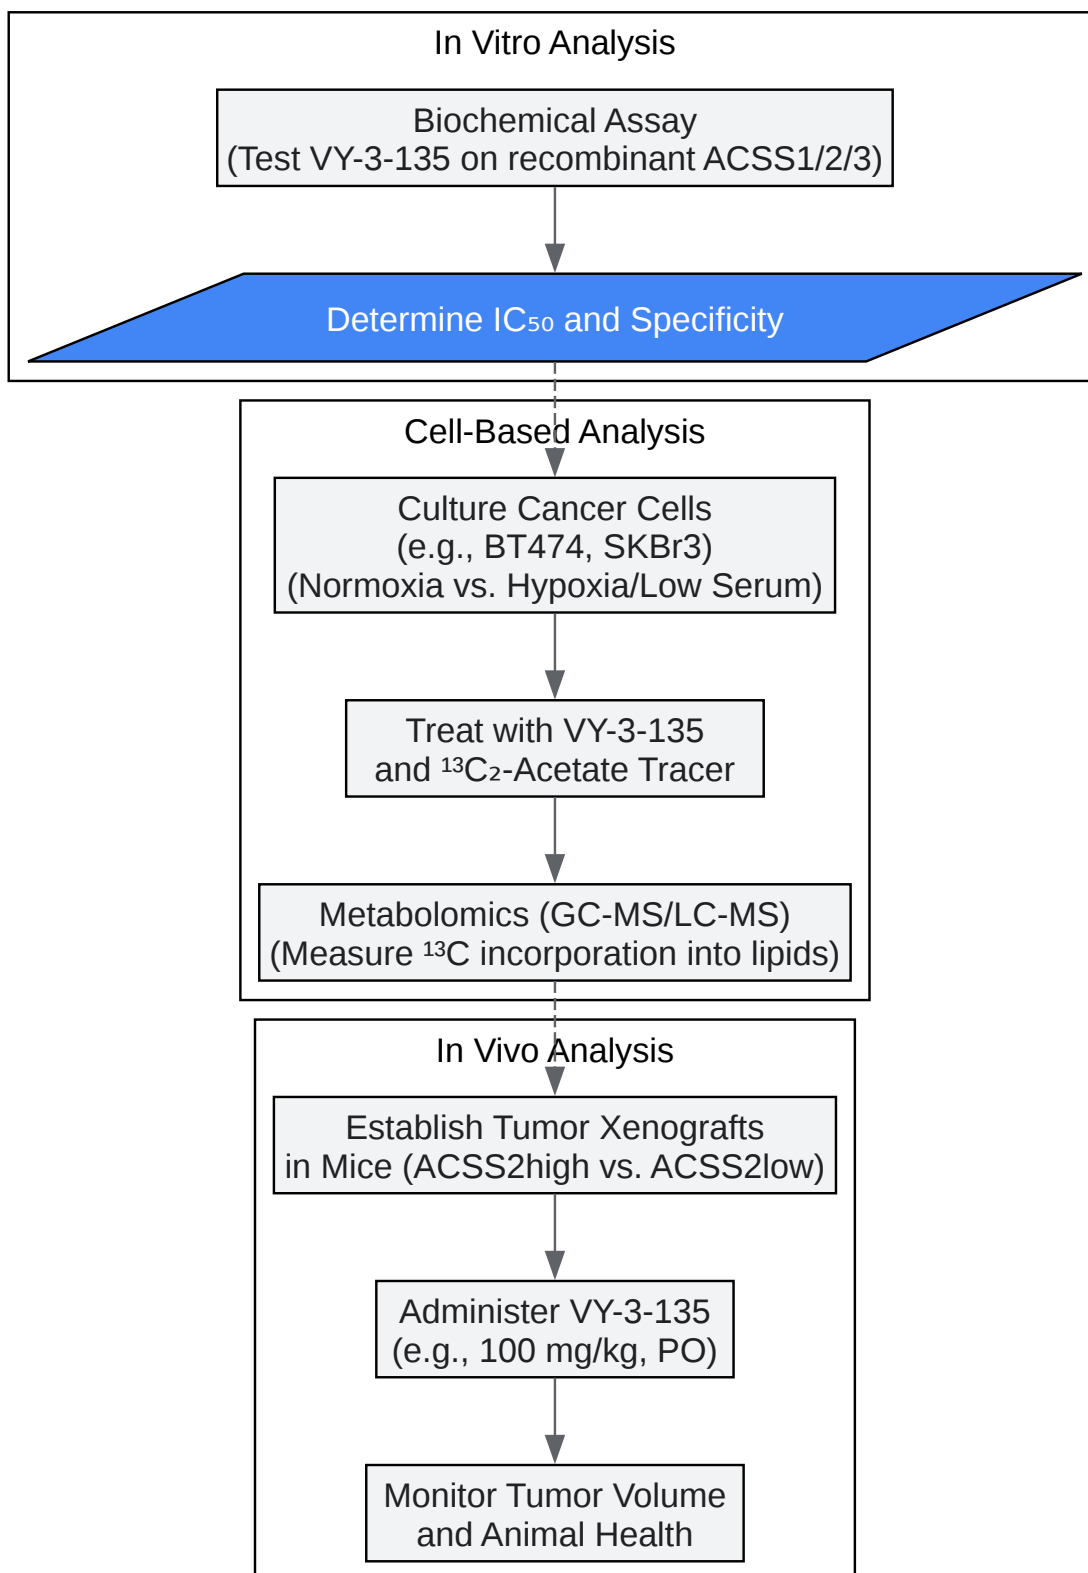 In Vitro Analysis
Biochemical Assay
(Test VY-3-135 on recombinant ACSS1/2/3)
Determine IC₅₀ and Specificity
Cell-Based Analysis
Culture Cancer Cells
(e.g., BT474, SKBr3)
(Normoxia vs. Hypoxia/Low Serum)
Treat with VY-3-135
and ¹³C₂-Acetate Tracer
Metabolomics (GC-MS/LC-MS)
(Measure ¹³C incorporation into lipids)
In Vivo Analysis
Establish Tumor Xenografts
in Mice (ACSS2high vs. ACSS2low)
Administer VY-3-135
(e.g., 100 mg/kg, PO)
Monitor Tumor Volume
and Animal Health